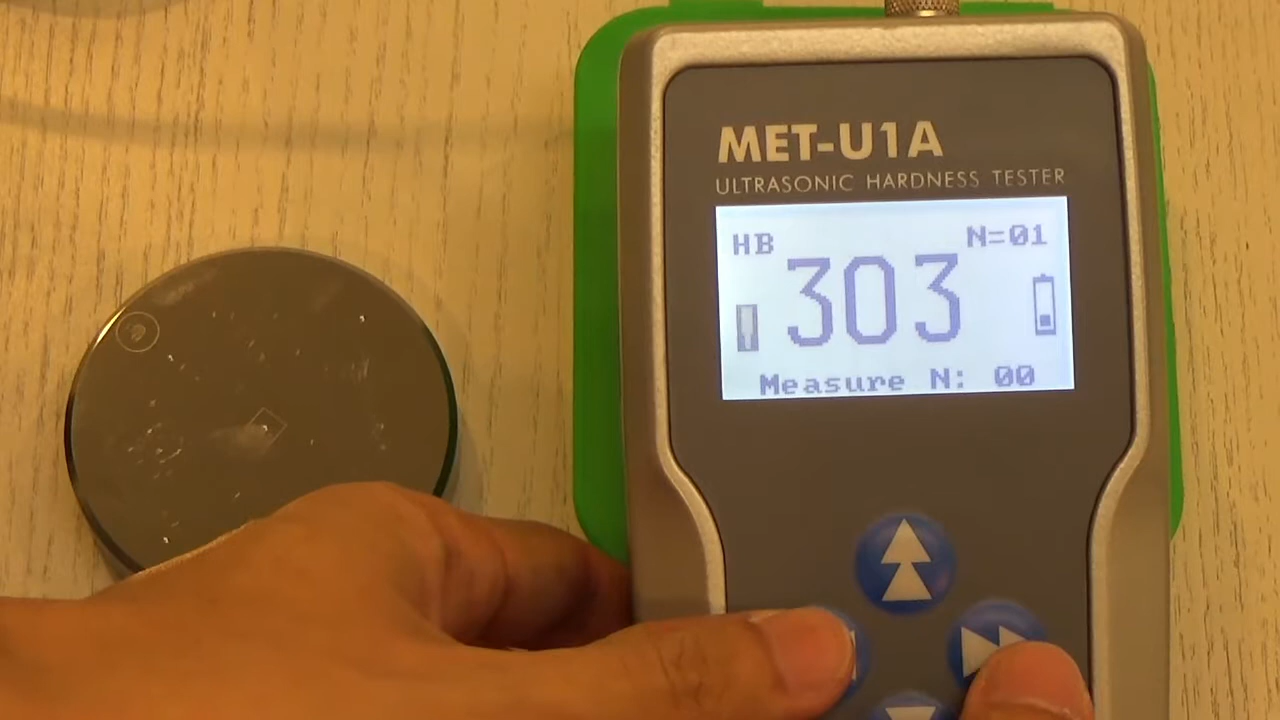 MET-U1A
ULTRASONIC HARDNESS TESTER
HB N=01
303
Measure N: 00